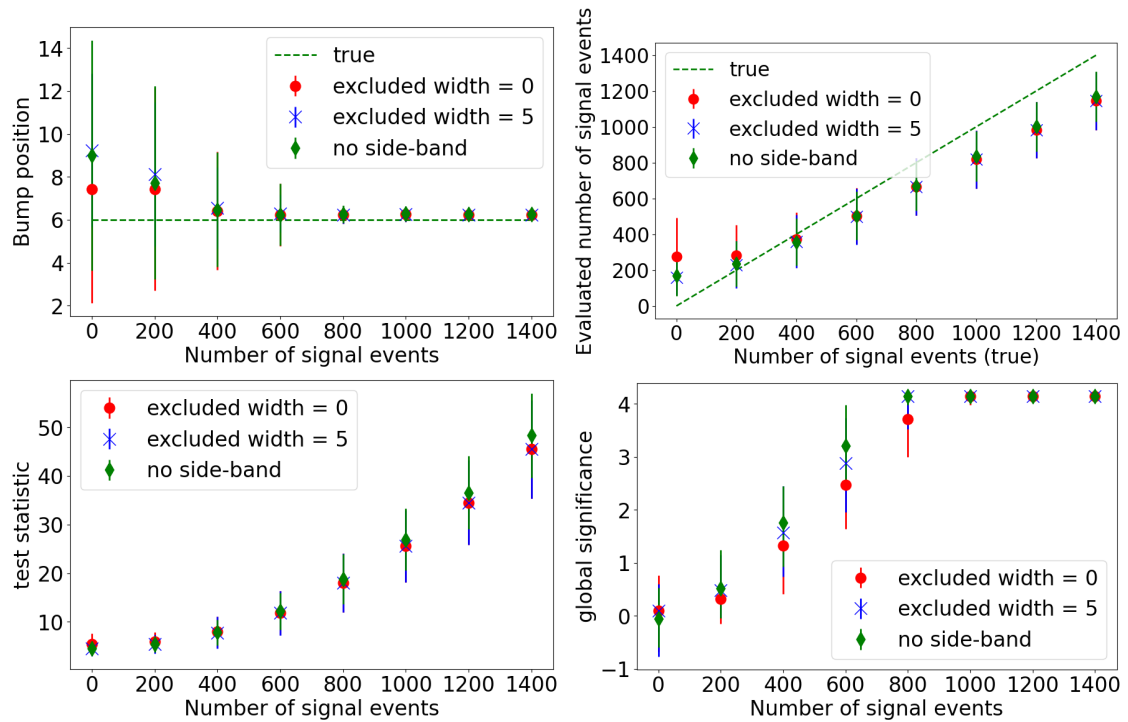 14
12
10
8
6
4
2
Bump position
true
excluded width = 0
excluded width = 5
no side-band
0 200 400 600 800 1000 1200 1400
Number of signal events
1400
1200
1000
800
600
400
200
0
Evaluated number of signal events
true
excluded width = 0
excluded width = 5
no side-band
0 200 400 600 800 1000 1200 1400
Number of signal events (true)
50
40
30
20
10
test statistic
excluded width = 0
excluded width = 5
no side-band
0 200 400 600 800 1000 1200 1400
Number of signal events
4
3
2
1
0
−1
global significance
excluded width = 0
excluded width = 5
no side-band
0 200 400 600 800 1000 1200 1400
Number of signal events